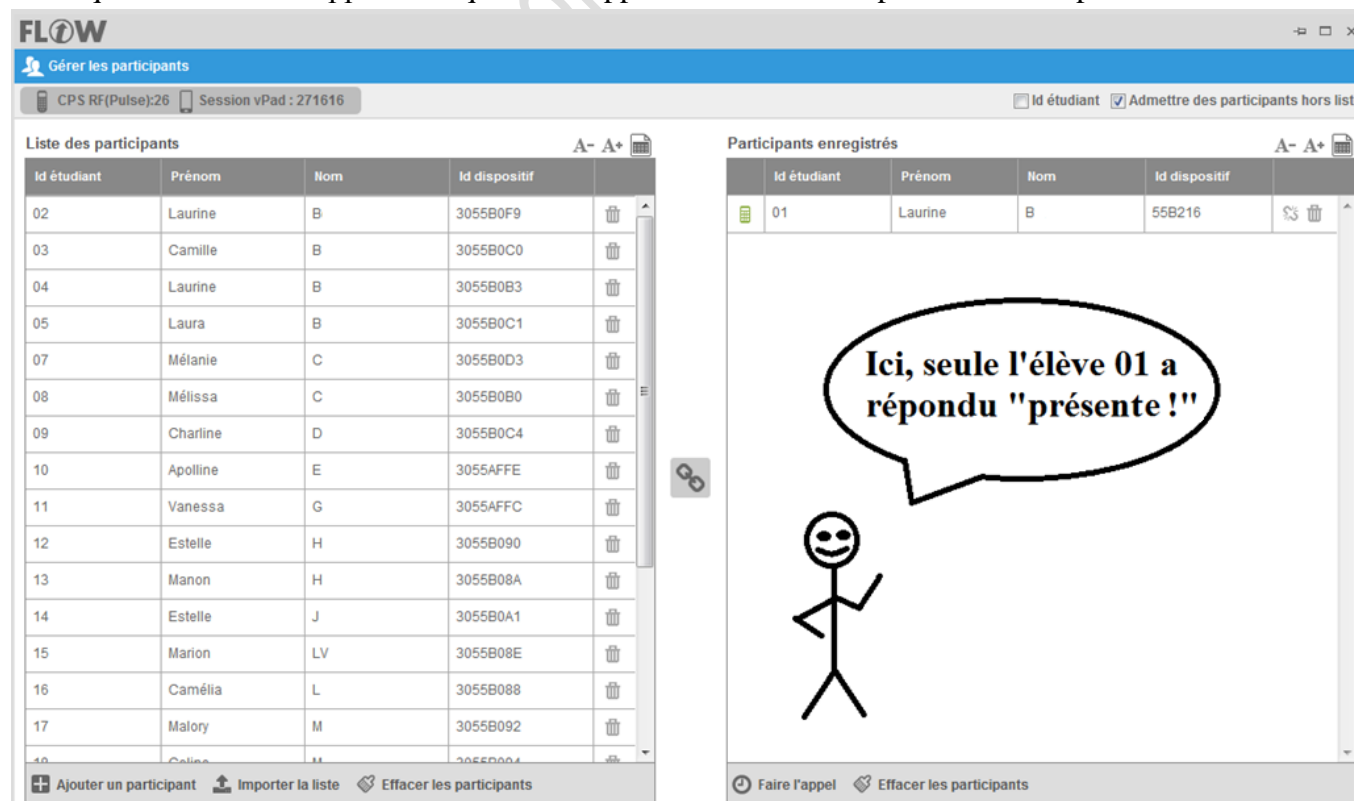 FLOW
Gérer les participants
CPS RF(Pulse):26 Session vPad : 271616
Id étudiant Admettre des participants hors list
Liste des participants A- A+
Id étudiant Prénom Nom Id dispositif
02 Laurine B 3055B0F9
03 Camille B 3055B0C0
04 Laurine B 3055B0B3
05 Laura B 3055B0C1
07 Mélanie C 3055B0D3
08 Mélissa C 3055B0B0
09 Charline D 3055B0C4
10 Apolline E 3055AFFE
11 Vanessa G 3055AFFC
12 Estelle H 3055B090
13 Manon H 3055B08A
14 Estelle J 3055B0A1
15 Marion LV 3055B08E
16 Camélia L 3055B088
17 Malory M 3055B092
Ajouter un participant Importer la liste Effacer les participants
Participants enregistrés A- A+
Id étudiant Prénom Nom Id dispositif
01 Laurine B 55B216
Ici, seule l'élève 01 a
répondu "présente !"
Faire l'appel Effacer les participants